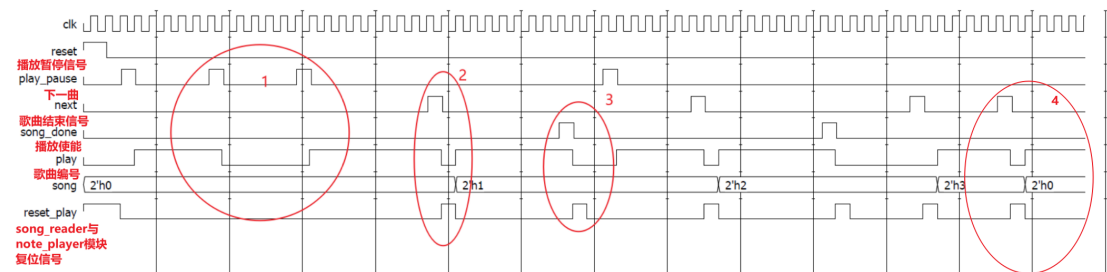 clk
reset
播放暂停信号
play_pause
下一曲
next
歌曲结束信号
song_done
播放使能
play
歌曲编号
song
2'h0
2'h1
2'h2
2'h3
2'h0
reset_play
song_reader与
note_player模块
复位信号
1
2
3
4